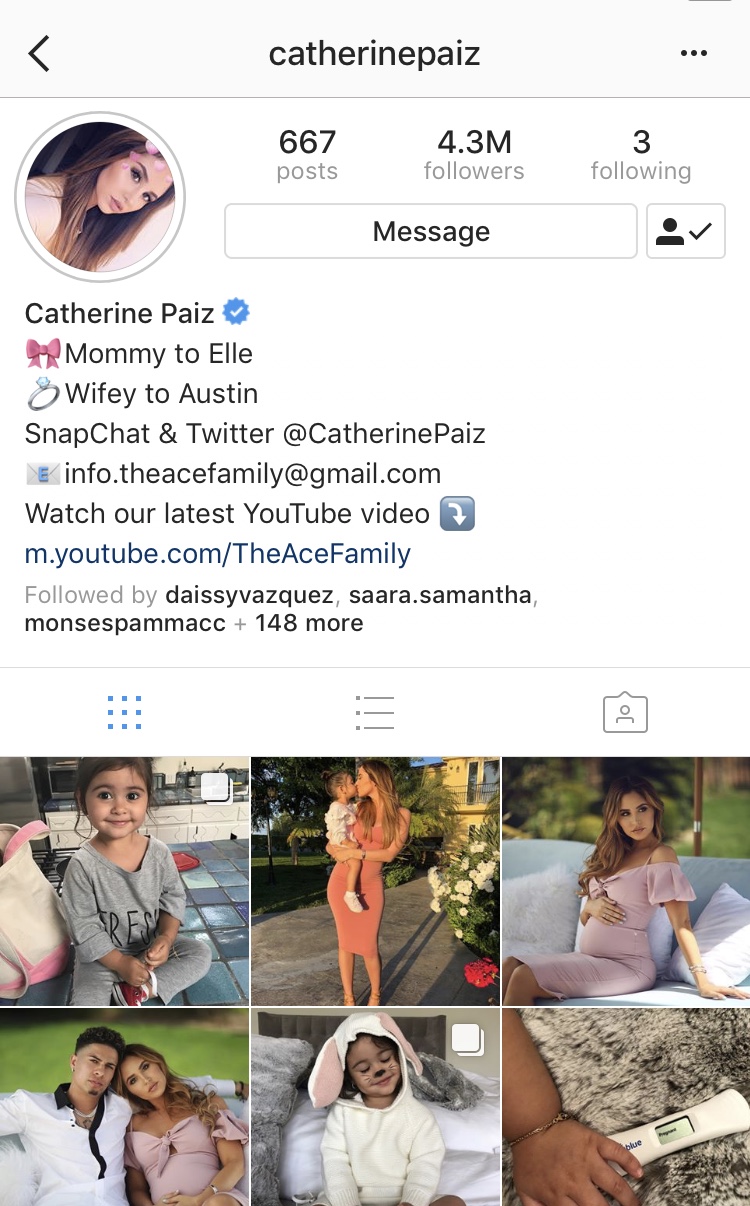 catherinepaiz
667 4.3M 3
posts followers following
Message
Catherine Paiz
Mommy to Elle
Wifey to Austin
SnapChat & Twitter @CatherinePaiz
info.theacefamily@gmail.com
Watch our latest YouTube video
m.youtube.com/TheAceFamily
Followed by daissyvazquez, saara.samantha,
monsespammacc + 148 more
FRESH
Pregnant
blue